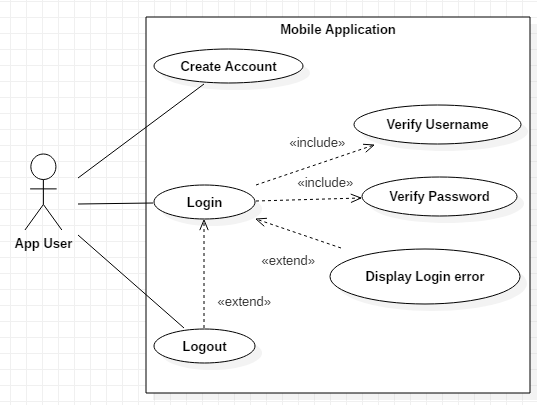 Mobile Application
Create Account
Verify Username
«include»
«include»
Verify Password
Login
App User
«extend»
Display Login error
«extend»
Logout